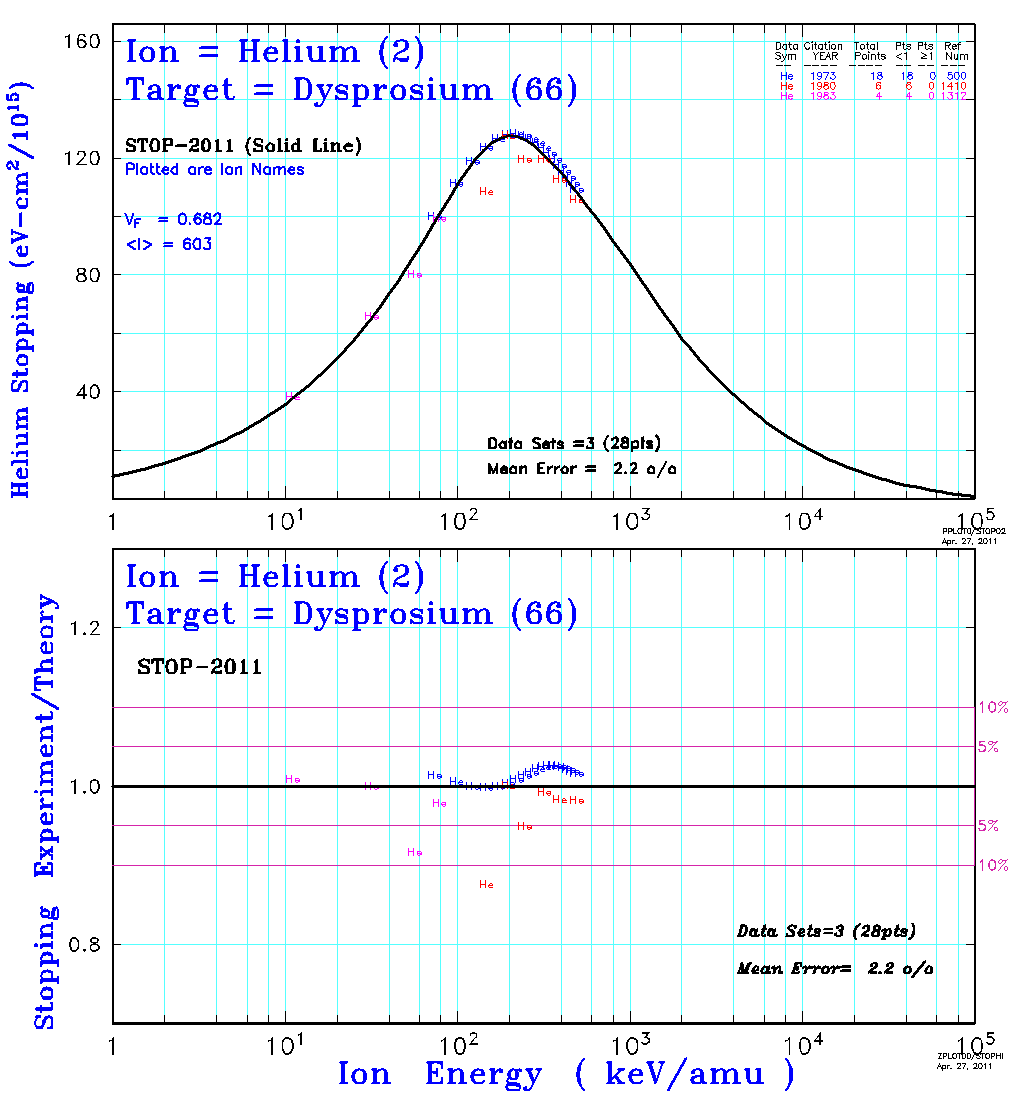 Ion = Helium (2)
Target = Dysprosium (66)
STOP-2011 (Solid Line)
Plotted are Ion Names
VF = 0.682
<I> = 603
Data Citation Total Pts Pts Ref
Sym YEAR Points <1 ≥1 Num
He 1973 18 18 0 500
He 1980 6 6 0 1410
He 1983 4 4 0 1312
Helium Stopping (eV-cm²/10¹⁵)
160
120
80
40
Data Sets =3 (28pts)
Mean Error = 2.2 o/o
1 10¹ 10² 10³ 10⁴ 10⁵
PPLOTD/STOP02
Apr. 27, 2011
Ion = Helium (2)
Target = Dysprosium (66)
STOP-2011
Stopping Experiment/Theory
1.2
1.0
0.8
10%
5%
5%
10%
Data Sets=3 (28pts)
Mean Error= 2.2 o/o
1 10¹ 10² 10³ 10⁴ 10⁵
ZPLOTDD/STOPHI
Apr. 27, 2011
Ion Energy ( keV/amu )